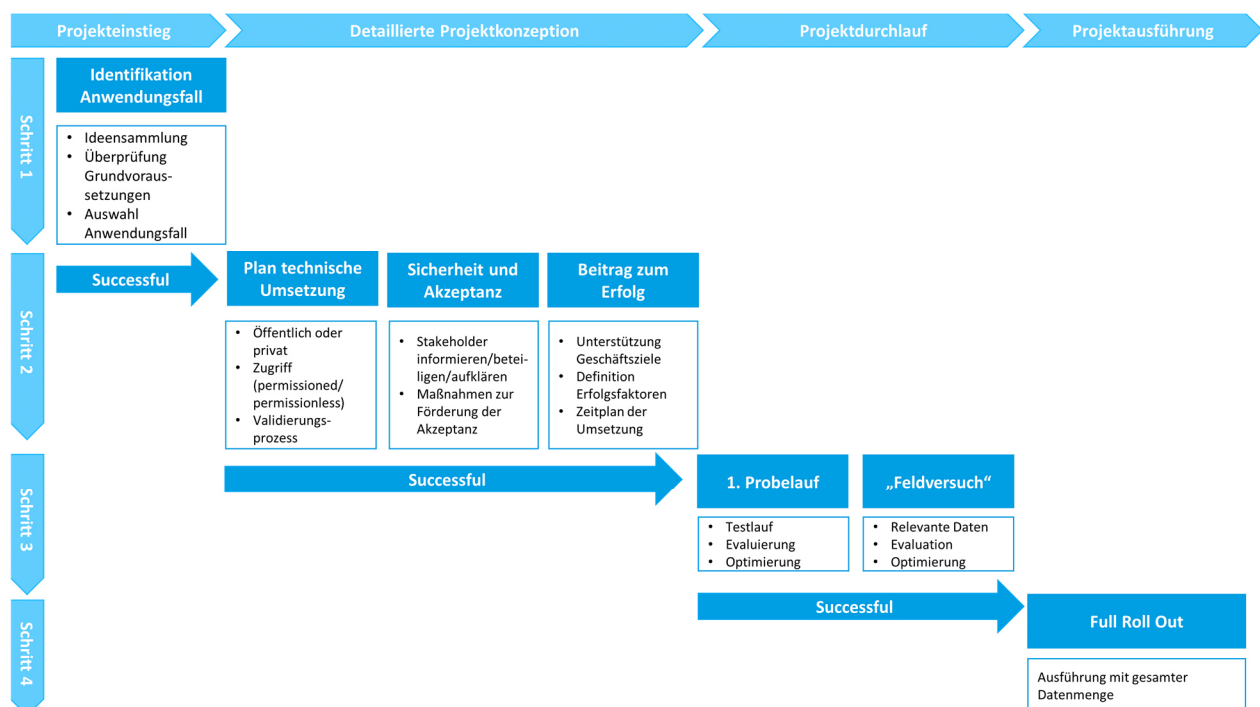 Projekteinstieg
Detaillierte Projektkonzeption
Projektdurchlauf
Projektausführung
Schritt 1
Identifikation
Anwendungsfall
• Ideensammlung
• Überprüfung
Grundvoraus-
setzungen
• Auswahl
Anwendungsfall
Schritt 2
Successful
Plan technische
Umsetzung
• Öffentlich oder
privat
• Zugriff
(permissioned/
permissionless)
• Validierungs-
prozess
Sicherheit und
Akzeptanz
• Stakeholder
informieren/betei-
ligen/aufklären
• Maßnahmen zur
Förderung der
Akzeptanz
Beitrag zum
Erfolg
• Unterstützung
Geschäftsziele
• Definition
Erfolgsfaktoren
• Zeitplan der
Umsetzung
Schritt 3
Successful
1. Probelauf
• Testlauf
• Evaluierung
• Optimierung
„Feldversuch“
• Relevante Daten
• Evaluation
• Optimierung
Schritt 4
Successful
Full Roll Out
Ausführung mit gesamter
Datenmenge